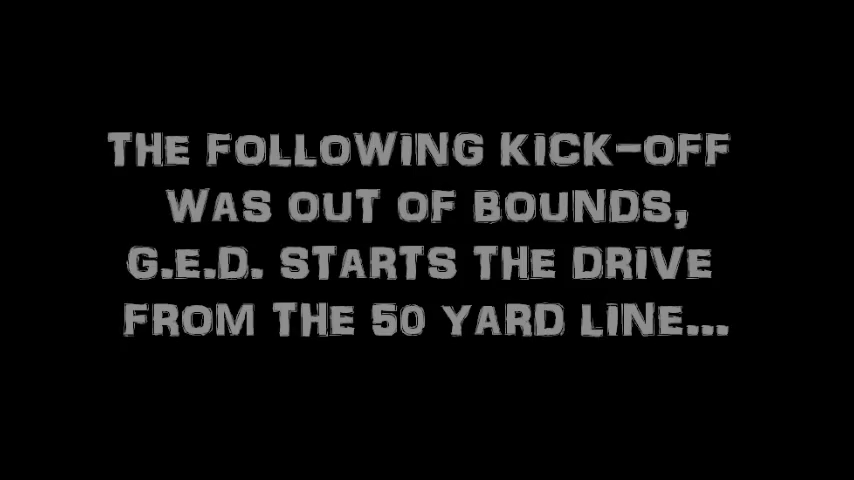 THE FOLLOWING KICK-OFF
WAS OUT OF BOUNDS,
G.E.D. STARTS THE DRIVE
FROM THE 50 YARD LINE...